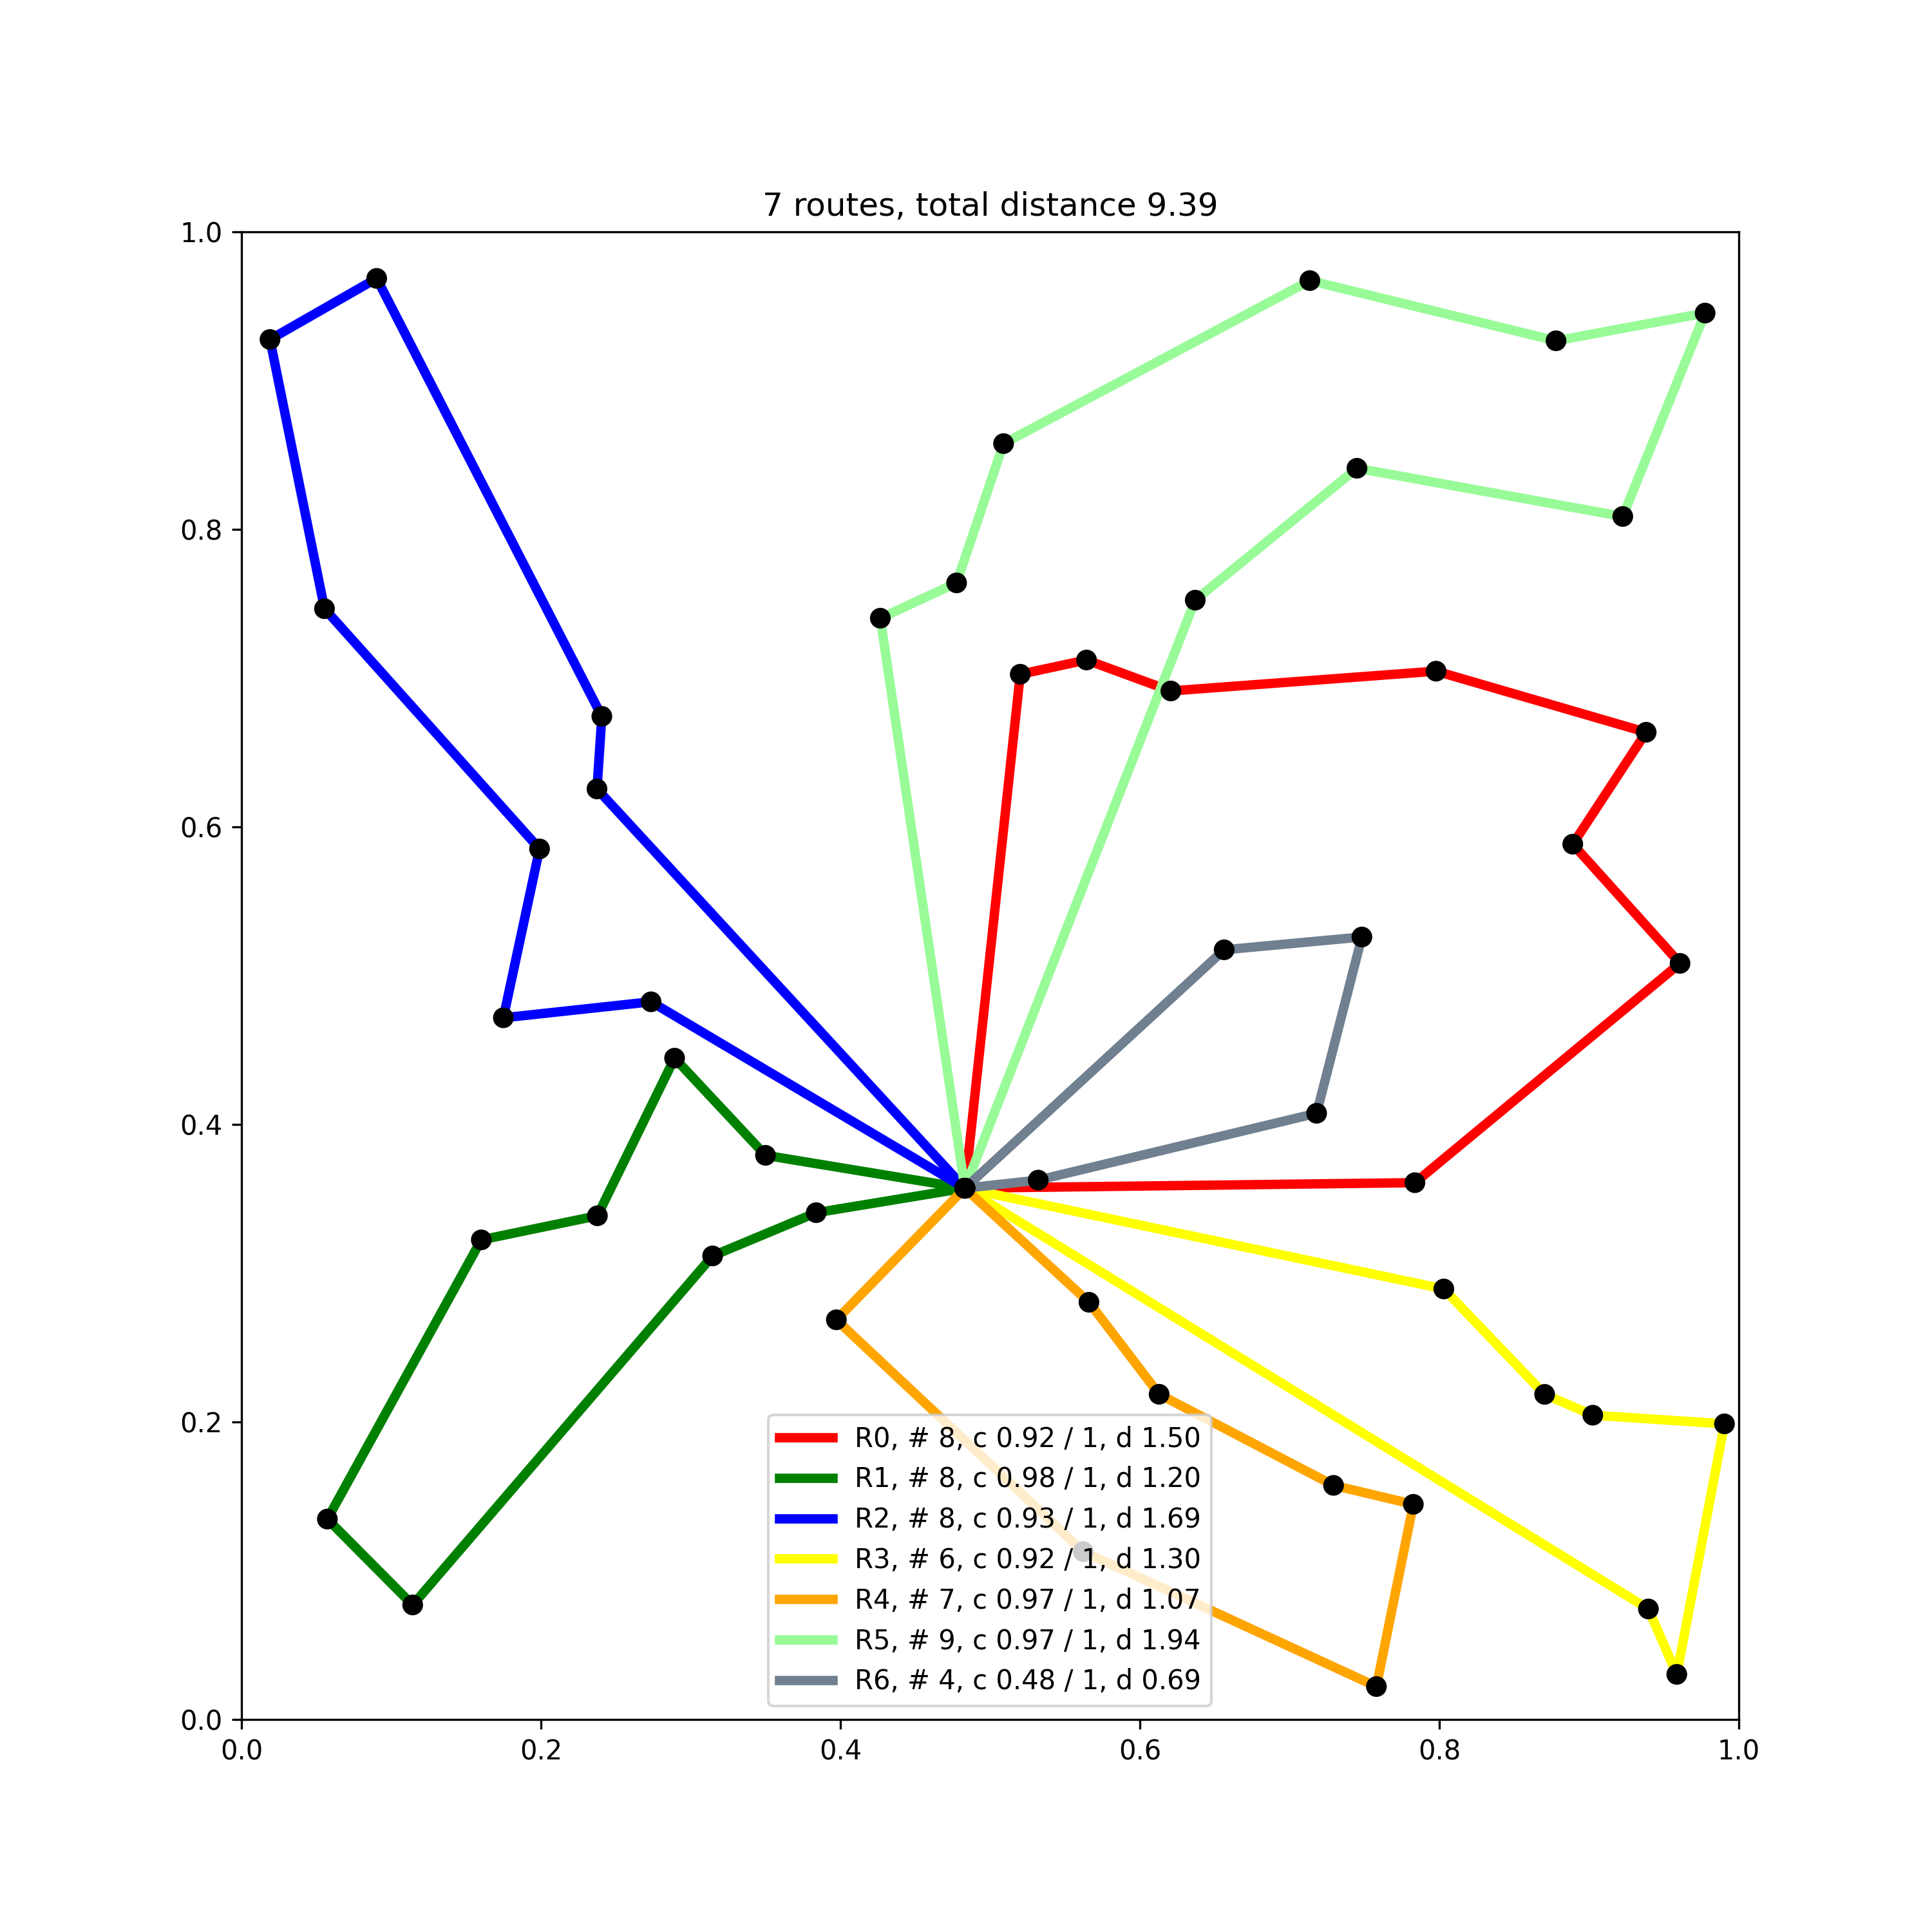 7 routes, total distance 9.39
1.0
0.8
0.6
0.4
0.2
0.0
R0, # 8, c 0.92 / 1, d 1.50
R1, # 8, c 0.98 / 1, d 1.20
R2, # 8, c 0.93 / 1, d 1.69
R3, # 6, c 0.92 / 1, d 1.30
R4, # 7, c 0.97 / 1, d 1.07
R5, # 9, c 0.97 / 1, d 1.94
R6, # 4, c 0.48 / 1, d 0.69
0.0 0.2 0.4 0.6 0.8 1.0